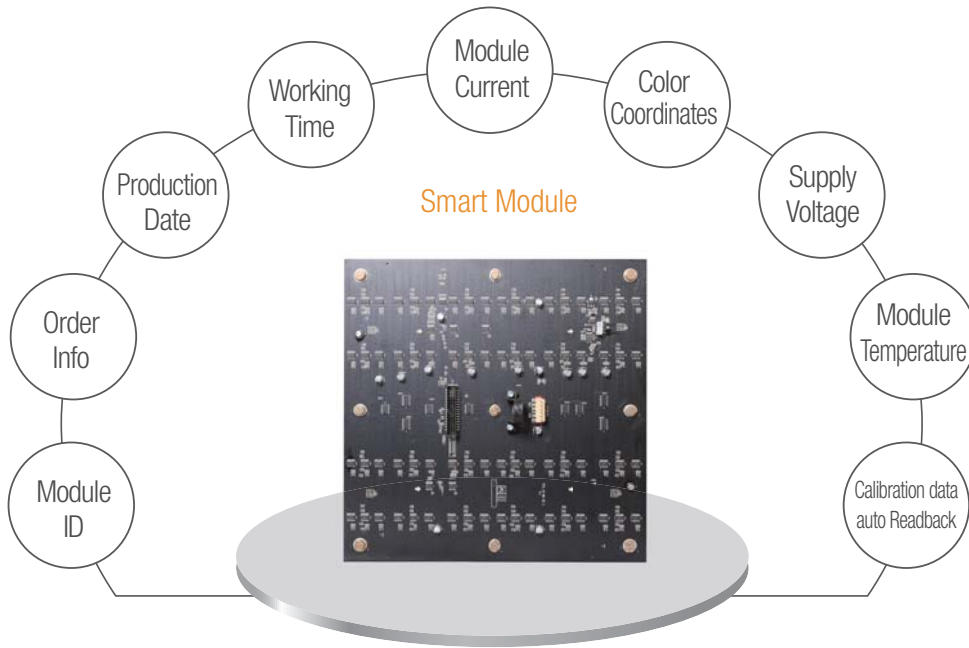 Module
Current
Working
Time
Color
Coordinates
Production
Date
Smart Module
Supply
Voltage
Order
Info
Module
Temperature
Module
ID
Calibration data
auto Readback